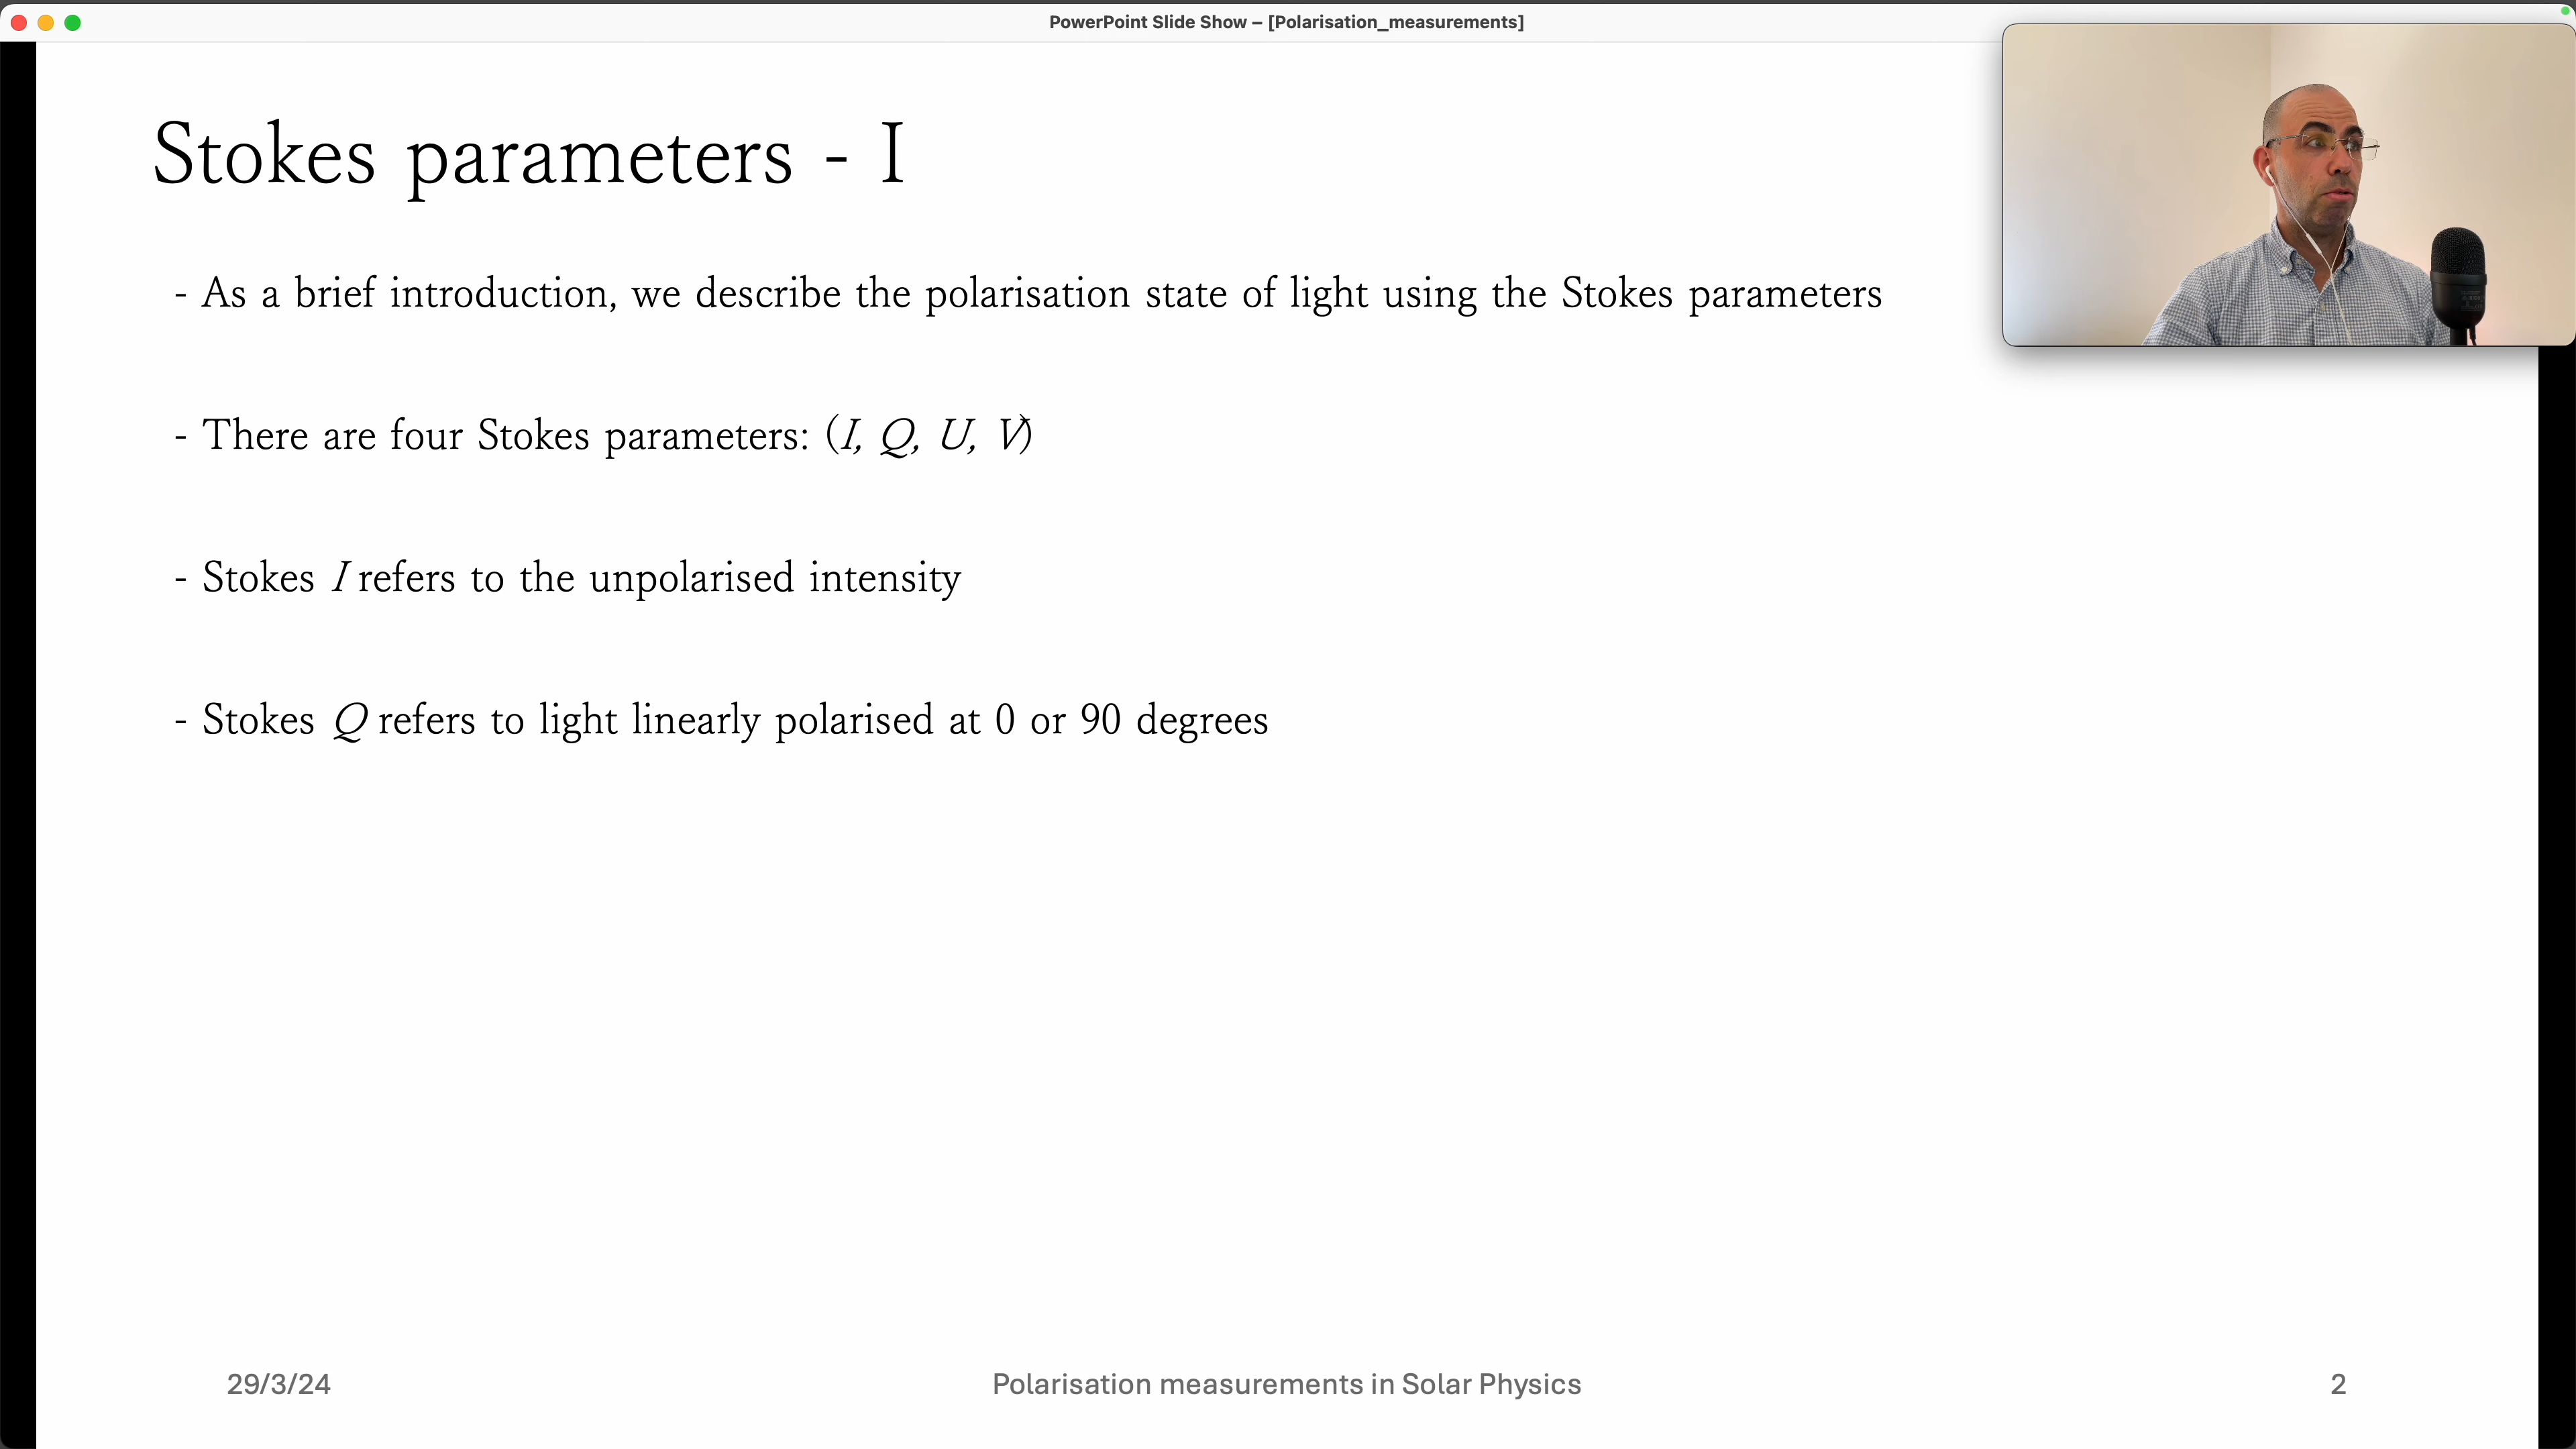 PowerPoint Slide Show – [Polarisation_measurements]
Stokes parameters - I
- As a brief introduction, we describe the polarisation state of light using the Stokes parameters
- There are four Stokes parameters: (I, Q, U, V)
- Stokes I refers to the unpolarised intensity
- Stokes Q refers to light linearly polarised at 0 or 90 degrees
29/3/24
Polarisation measurements in Solar Physics
2